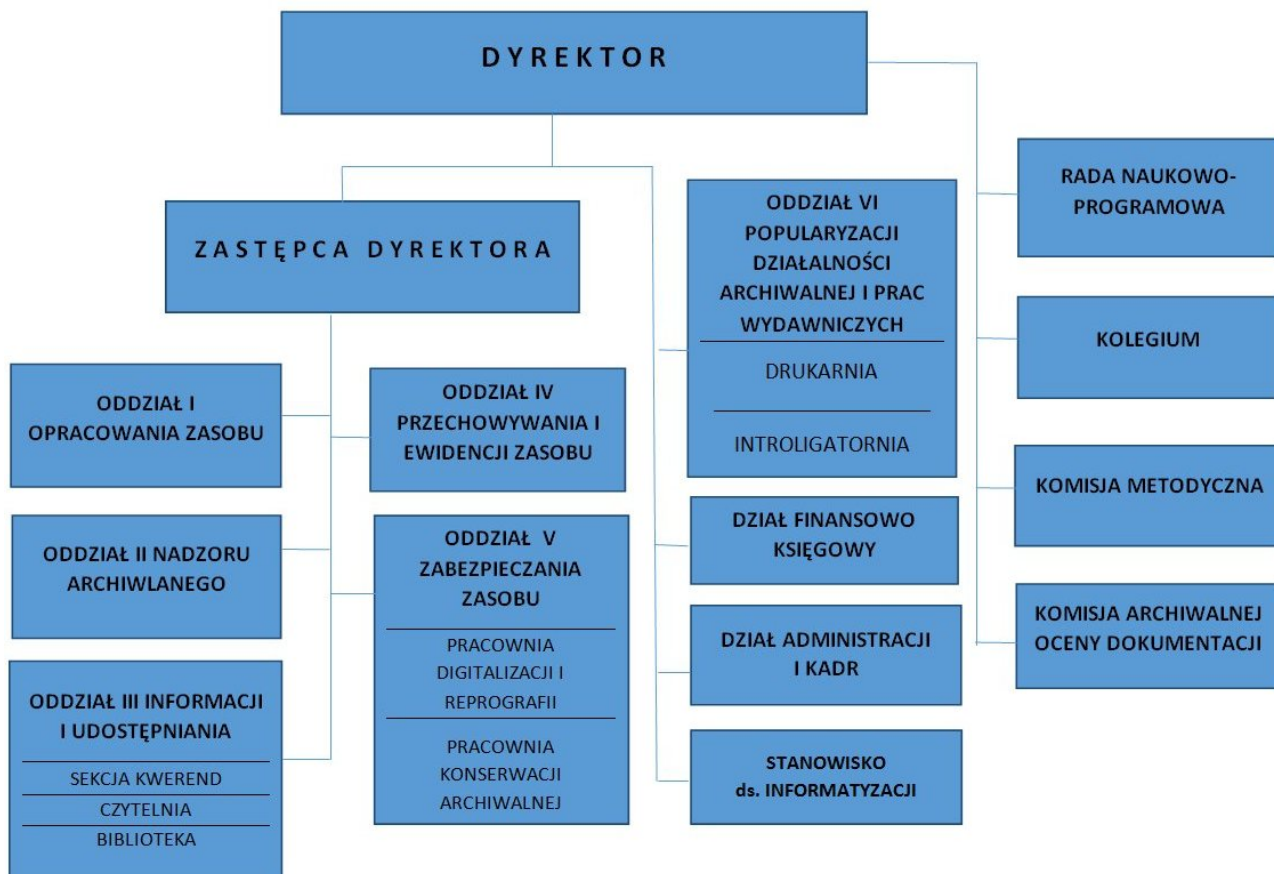 DYREKTOR
ZASTĘPCA DYREKTORA
ODDZIAŁ I
OPRACOWANIA ZASOBU
ODDZIAŁ II NADZORU
ARCHIWLANEGO
ODDZIAŁ III INFORMACJI
I UDOSTĘPNIANIA
SEKCJA KWEREND
CZYTELNIA
BIBLIOTEKA
ODDZIAŁ IV
PRZECHOWYWANIA I
EWIDENCJI ZASOBU
ODDZIAŁ V
ZABEZPIECZANIA
ZASOBU
PRACOWNIA
DIGITALIZACJI I
REPROGRAFII
PRACOWNIA
KONSERWACJI
ARCHIWALNEJ
ODDZIAŁ VI
POPULARYZACJI
DZIAŁALNOŚCI
ARCHIWALNEJ I PRAC
WYDAWNICZYCH
DRUKARNIA
INTROLIGATORNIA
DZIAŁ FINANSOWO
KSIĘGOWY
DZIAŁ ADMINISTRACJI
I KADR
STANOWISKO
ds. INFORMATYZACJI
RADA NAUKOWO-
PROGRAMOWA
KOLEGIUM
KOMISJA METODYCZNA
KOMISJA ARCHIWALNEJ
OCENY DOKUMENTACJI